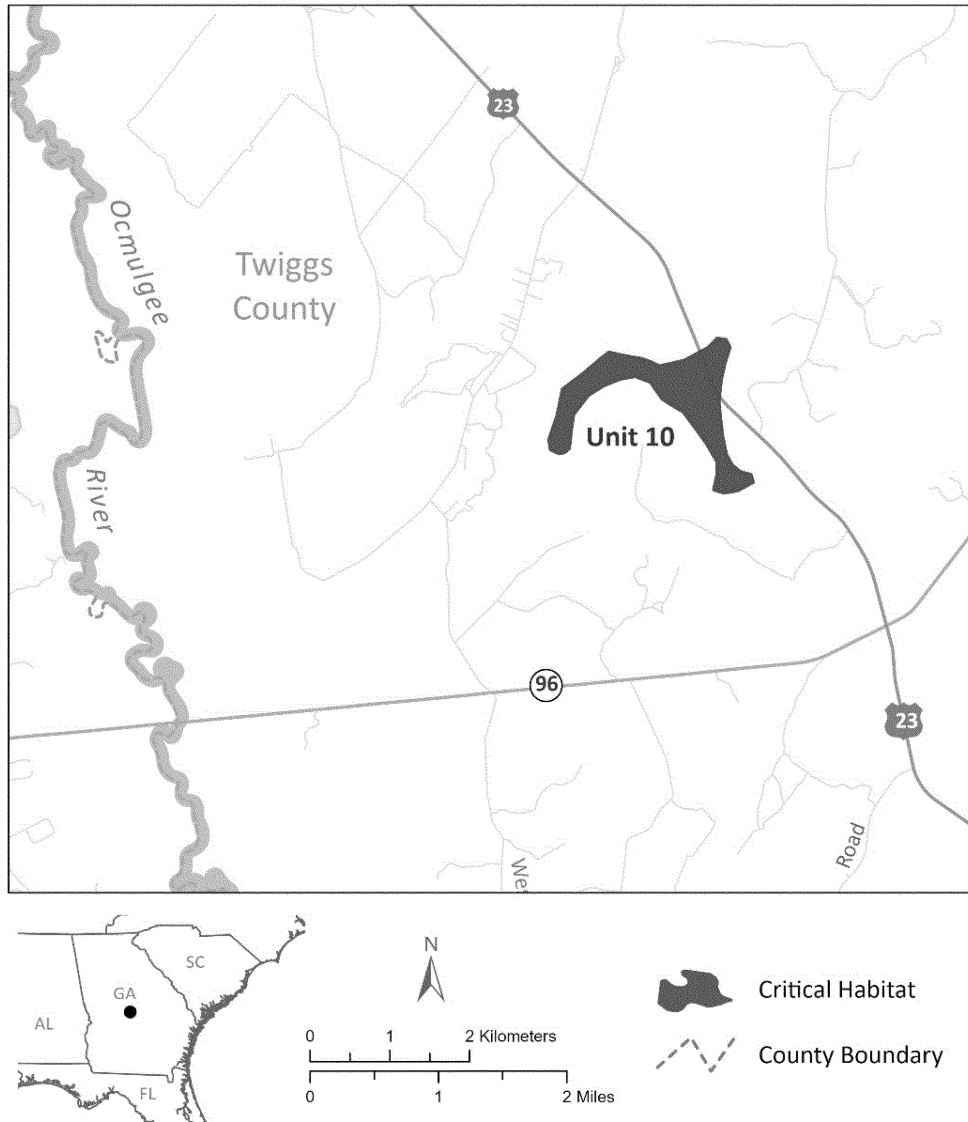 23
Ocmulgee
Twiggs
County
Unit 10
River
96
23
Road
Wes
SC
GA
AL
FL
N
0 1 2 Kilometers
0 1 2 Miles
Critical Habitat
County Boundary